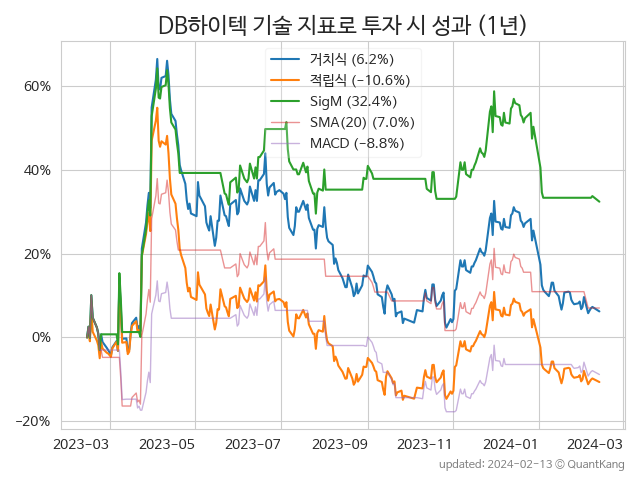 DB하이텍 기술 지표로 투자 시 성과 (1년)
거치식 (6.2%)
적립식 (−10.6%)
SigM (32.4%)
SMA(20) (7.0%)
MACD (−8.8%)
60%
40%
20%
0%
−20%
2023-03 2023-05 2023-07 2023-09 2023-11 2024-01 2024-03
updated: 2024-02-13 © QuantKang